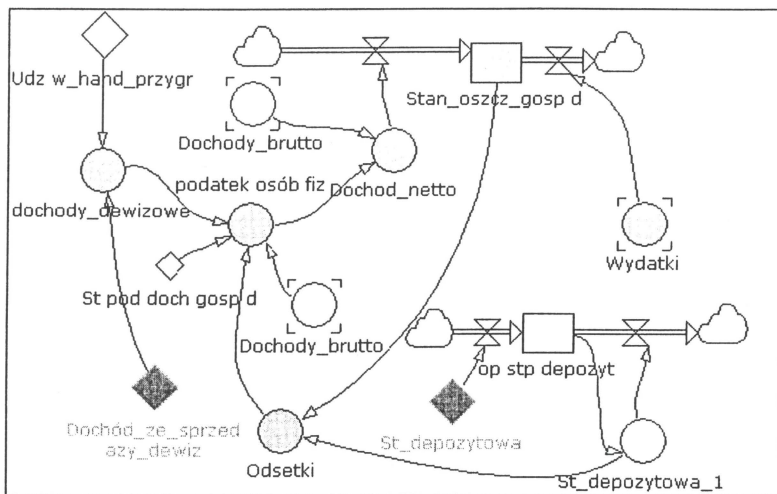 Udz w_hand_przygr
Stan_oszcz_gosp d
Dochody_brutto
podatek osób fiz
Dochod_netto
dochody_dewizowe
Wydatki
St pod doch gosp d
Dochody_brutto
op stp depozyt
Dochód_ze_sprzed
azy_dewiz
St_depozytowa
Odsetki
St_depozytowa_1